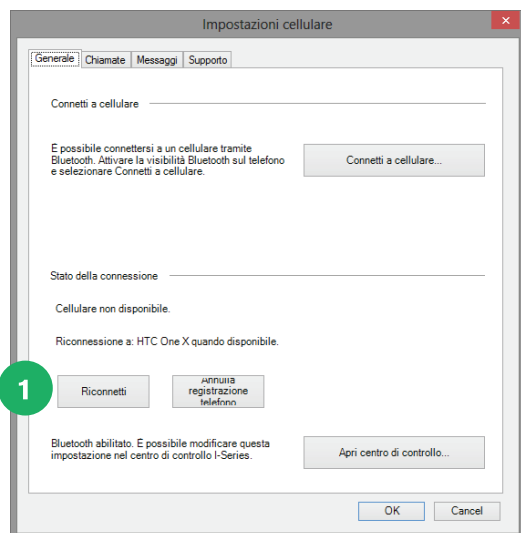 Impostazioni cellulare
Generale Chiamate Messaggi Supporto
Connetti a cellulare
È possibile connettersi a un cellulare tramite
Bluetooth. Attivare la visibilità Bluetooth sul telefono
e selezionare Connetti a cellulare.
Connetti a cellulare...
Stato della connessione
Cellulare non disponibile.
Riconnessione a: HTC One X quando disponibile.
1
Riconnetti
Annulla
registrazione
telefono
Bluetooth abilitato. È possibile modificare questa
impostazione nel centro di controllo I-Series.
Apri centro di controllo...
OK Cancel